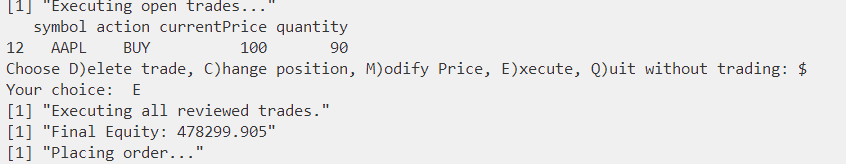 [1] "Executing open trades..."
symbol action currentPrice quantity
12 AAPL BUY 100 90
Choose D)elete trade, C)hange position, M)odify Price, E)xecute, Q)uit without trading: $
Your choice: E
[1] "Executing all reviewed trades."
[1] "Final Equity: 478299.905"
[1] "Placing order..."